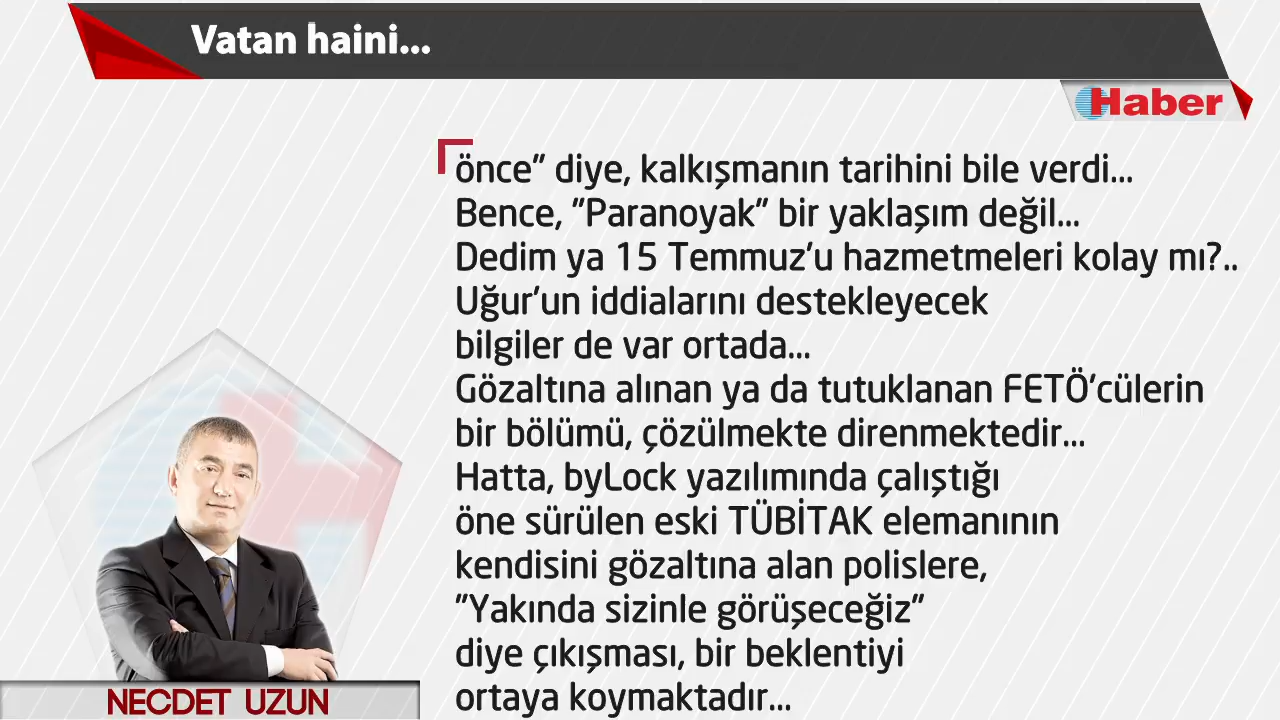 Vatan haini...
Haber
önce" diye, kalkışmanın tarihini bile verdi...
Bence, "Paranoyak" bir yaklaşım değil...
Dedim ya 15 Temmuz'u hazmetmeleri kolay mı?..
Uğur'un iddialarını destekleyecek
bilgiler de var ortada...
Gözaltına alınan ya da tutuklanan FETÖ'cülerin
bir bölümü, çözülmekte direnmektedir...
Hatta, byLock yazılımında çalıştığı
öne sürülen eski TÜBİTAK elemanının
kendisini gözaltına alan polislere,
"Yakında sizinle görüşeceğiz"
diye çıkışması, bir beklentiyi
ortaya koymaktadır...
NECDET UZUN